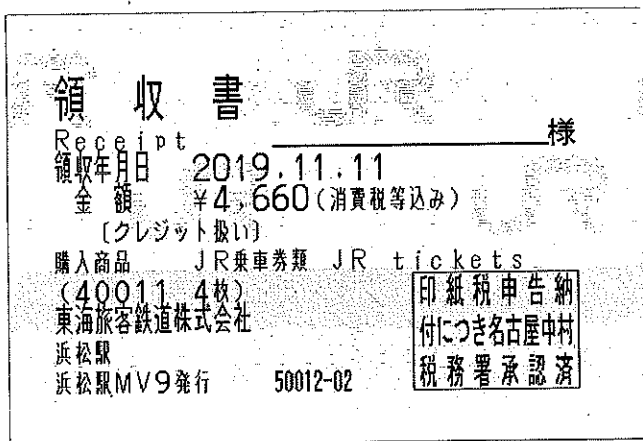 領収書
Receipt 様
領収年月日 2019.11.11
金額 ¥4,660(消費税等込み)
〔クレジット扱い〕
購入商品 JR乗車券類 JR tickets
(40011 4枚)
東海旅客鉄道株式会社
浜松駅
浜松駅MV9発行 50012-02
印紙税申告納
付につき名古屋中村
税務署承認済